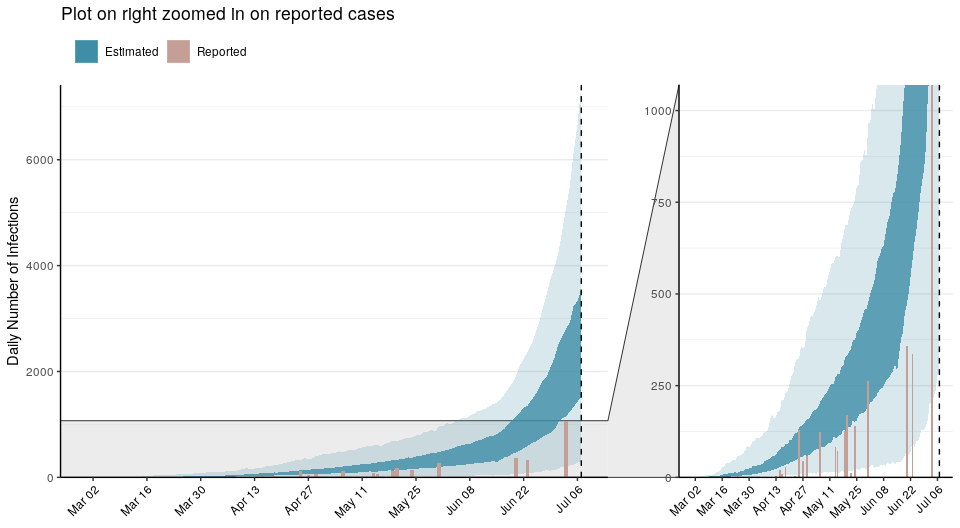 Plot on right zoomed in on reported cases
Estimated Reported
Daily Number of Infections
6000
4000
2000
0
Mar 02 Mar 16 Mar 30 Apr 13 Apr 27 May 11 May 25 Jun 08 Jun 22 Jul 06
1000
750
500
250
0
Mar 02 Mar 16 Mar 30 Apr 13 Apr 27 May 11 May 25 Jun 08 Jun 22 Jul 06